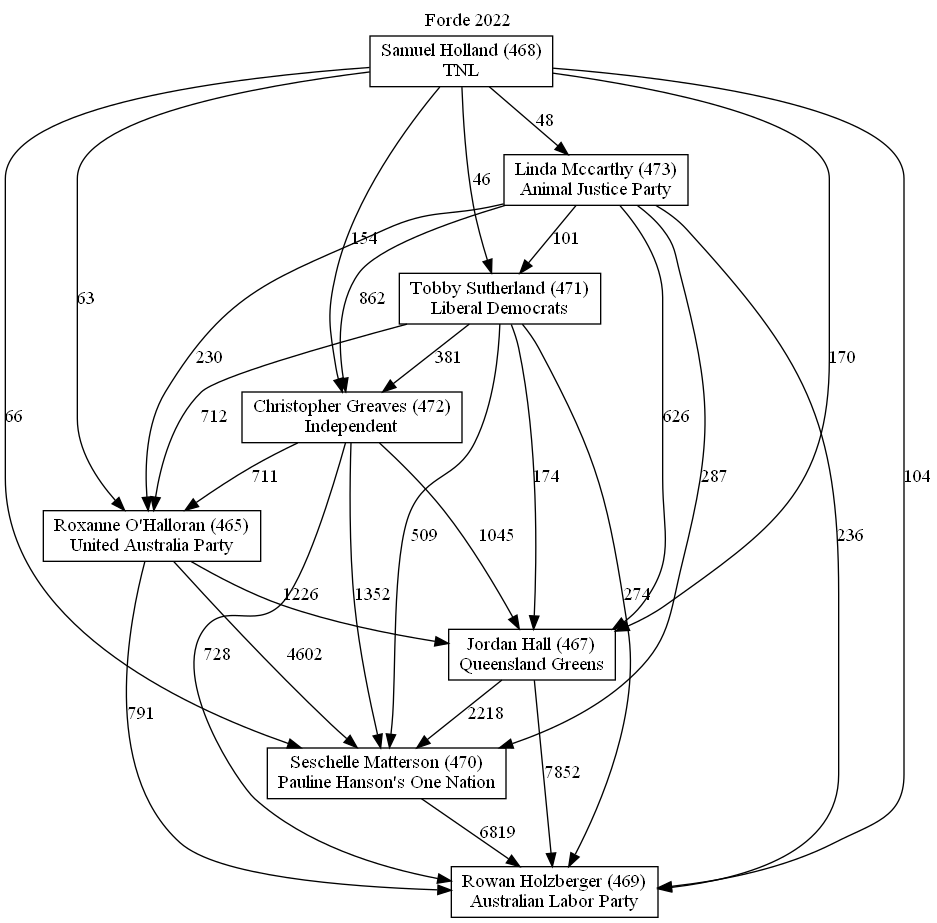 Forde 2022
Samuel Holland (468)
TNL
48
Linda Mccarthy (473)
Animal Justice Party
46
154
101
862
Tobby Sutherland (471)
Liberal Democrats
63
230
381
170
712
Christopher Greaves (472)
Independent
66
626
287
104
711
174
Roxanne O'Halloran (465)
United Australia Party
509
1045
236
1226
1352
274
Jordan Hall (467)
Queensland Greens
728
4602
791
2218
Seschelle Matterson (470)
Pauline Hanson's One Nation
7852
6819
Rowan Holzberger (469)
Australian Labor Party